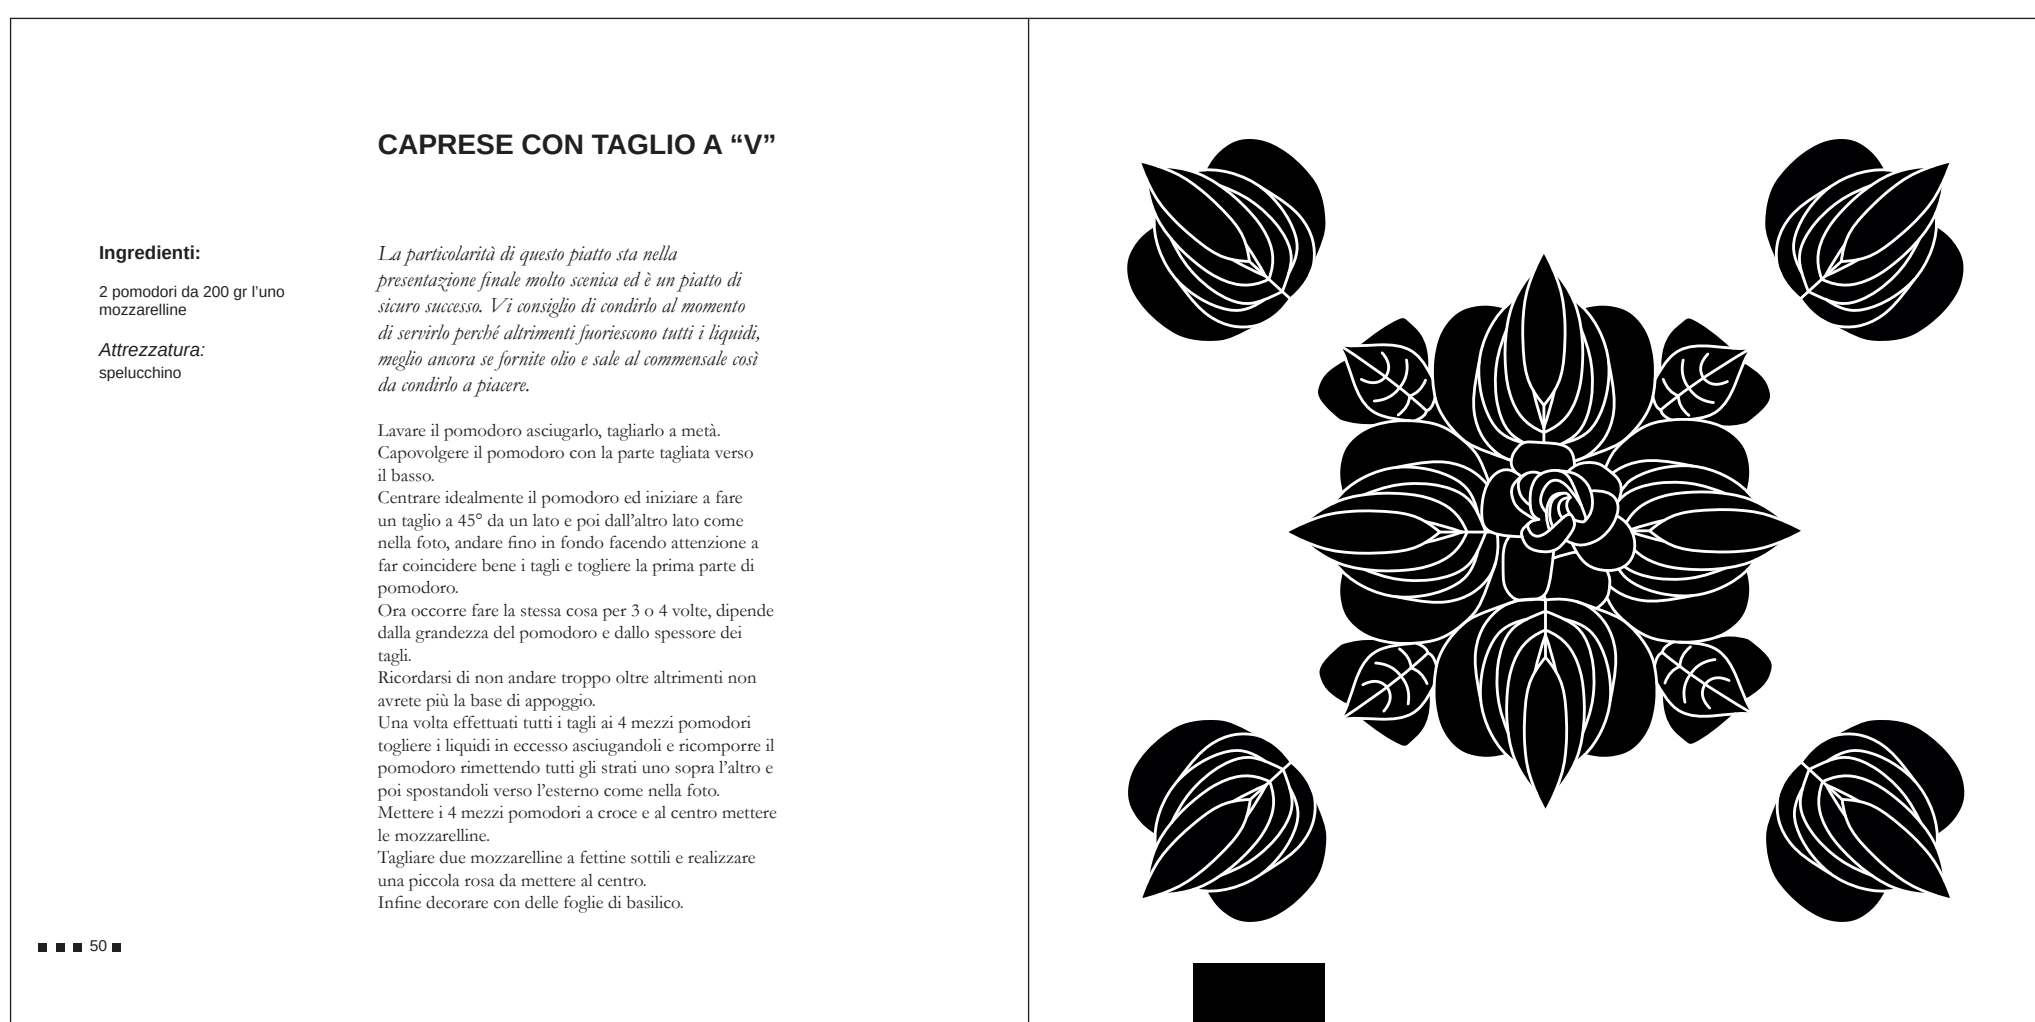 CAPRESE CON TAGLIO A “V”
Ingredienti:
2 pomodori da 200 gr l’uno
mozzarelline
Attrezzatura:
spelucchino
La particolarità di questo piatto sta nella
presentazione finale molto scenica ed è un piatto di
sicuro successo. Vi consiglio di condirlo al momento
di servirlo perché altrimenti fuoriescono tutti i liquidi,
meglio ancora se fornite olio e sale al commensale così
da condirlo a piacere.
Lavare il pomodoro asciugarlo, tagliarlo a metà.
Capovolgere il pomodoro con la parte tagliata verso
il basso.
Centrare idealmente il pomodoro ed iniziare a fare
un taglio a 45° da un lato e poi dall’altro lato come
nella foto, andare fino in fondo facendo attenzione a
far coincidere bene i tagli e togliere la prima parte di
pomodoro.
Ora occorre fare la stessa cosa per 3 o 4 volte, dipende
dalla grandezza del pomodoro e dallo spessore dei
tagli.
Ricordarsi di non andare troppo oltre altrimenti non
avrete più la base di appoggio.
Una volta effettuati tutti i tagli ai 4 mezzi pomodori
togliere i liquidi in eccesso asciugandoli e ricomporre il
pomodoro rimettendo tutti gli strati uno sopra l’altro e
poi spostandoli verso l’esterno come nella foto.
Mettere i 4 mezzi pomodori a croce e al centro mettere
le mozzarelline.
Tagliare due mozzarelline a fettine sottili e realizzare
una piccola rosa da mettere al centro.
Infine decorare con delle foglie di basilico.
50